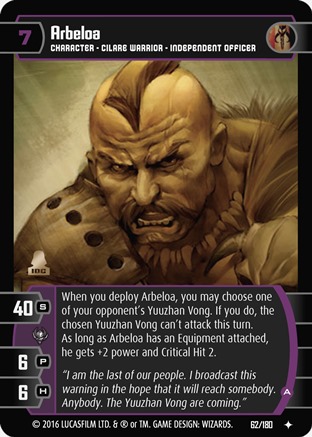 7
Arbeloa
CHARACTER • CILARE WARRIOR • INDEPENDENT OFFICER
IDC
40 S
When you deploy Arbeloa, you may choose one
of your opponent's Yuuzhan Vong. If you do, the
chosen Yuuzhan Vong can't attack this turn.
As long as Arbeloa has an Equipment attached,
he gets +2 power and Critical Hit 2.
6 P
6 H
"I am the last of our people. I broadcast this
warning in the hope that it will reach somebody.
Anybody. The Yuuzhan Vong are coming."
A
© 2016 LUCASFILM LTD. & ® or TM. GAME DESIGN: WIZARDS.
62/180